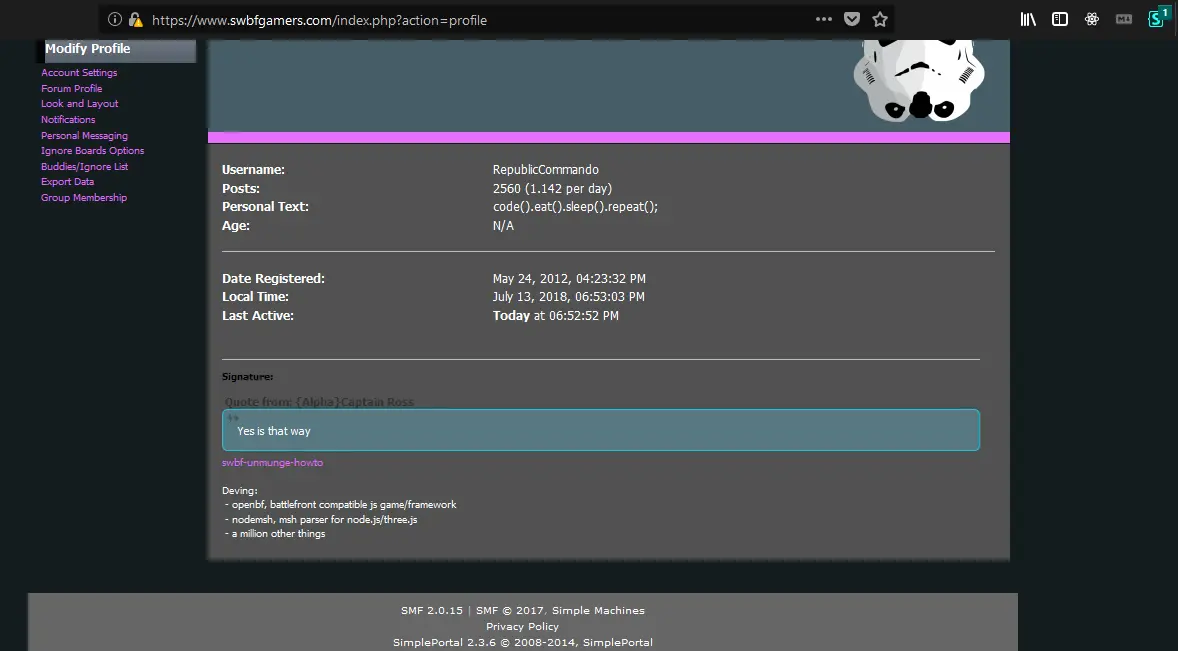 https://www.swbfgamers.com/index.php?action=profile
1
Modify Profile
Account Settings
Forum Profile
Look and Layout
Notifications
Personal Messaging
Ignore Boards Options
Buddies/Ignore List
Export Data
Group Membership
Username: RepublicCommando
Posts: 2560 (1.142 per day)
Personal Text: code().eat().sleep().repeat();
Age: N/A
Date Registered: May 24, 2012, 04:23:32 PM
Local Time: July 13, 2018, 06:53:03 PM
Last Active: Today at 06:52:52 PM
Signature:
Quote from: {Alpha}Captain Ross
Yes is that way
swbf-unmunge-howto
Deving:
- openbf, battlefront compatible js game/framework
- nodemsh, msh parser for node.js/three.js
- a million other things
SMF 2.0.15 | SMF © 2017, Simple Machines
Privacy Policy
SimplePortal 2.3.6 © 2008-2014, SimplePortal